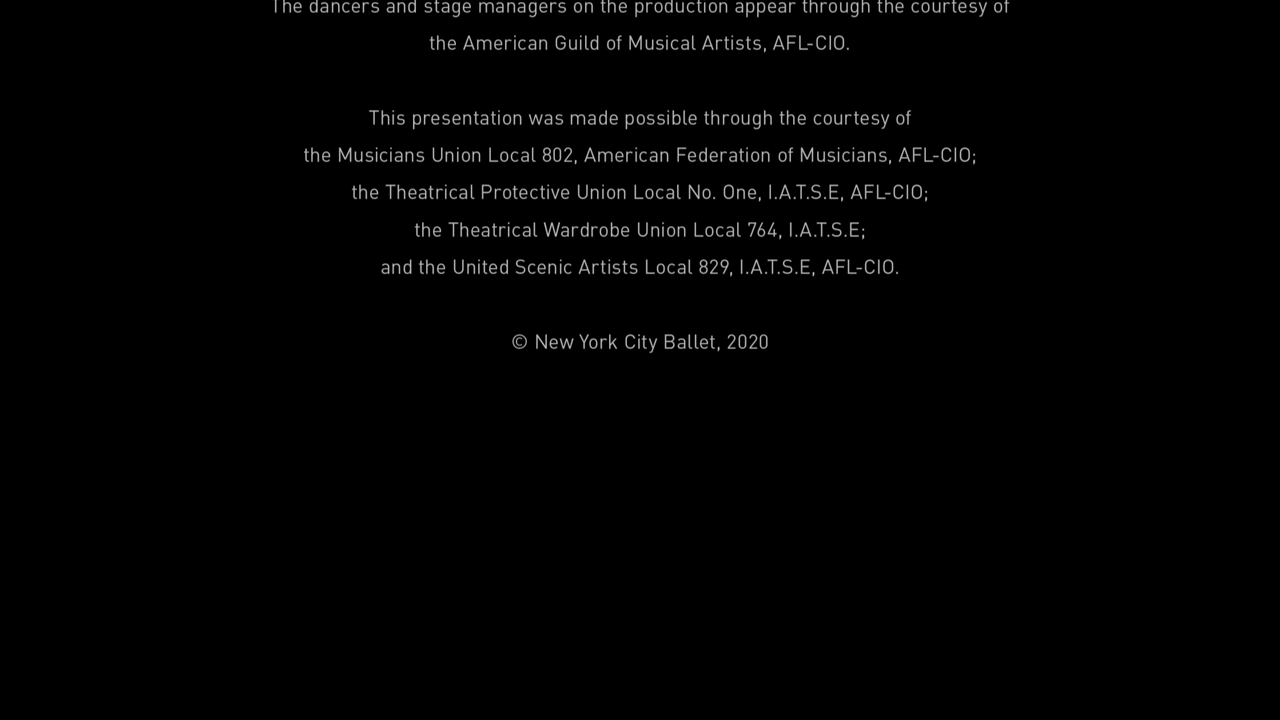 The dancers and stage managers on the production appear through the courtesy of
the American Guild of Musical Artists, AFL-CIO.
This presentation was made possible through the courtesy of
the Musicians Union Local 802, American Federation of Musicians, AFL-CIO;
the Theatrical Protective Union Local No. One, I.A.T.S.E, AFL-CIO;
the Theatrical Wardrobe Union Local 764, I.A.T.S.E;
and the United Scenic Artists Local 829, I.A.T.S.E, AFL-CIO.
© New York City Ballet, 2020